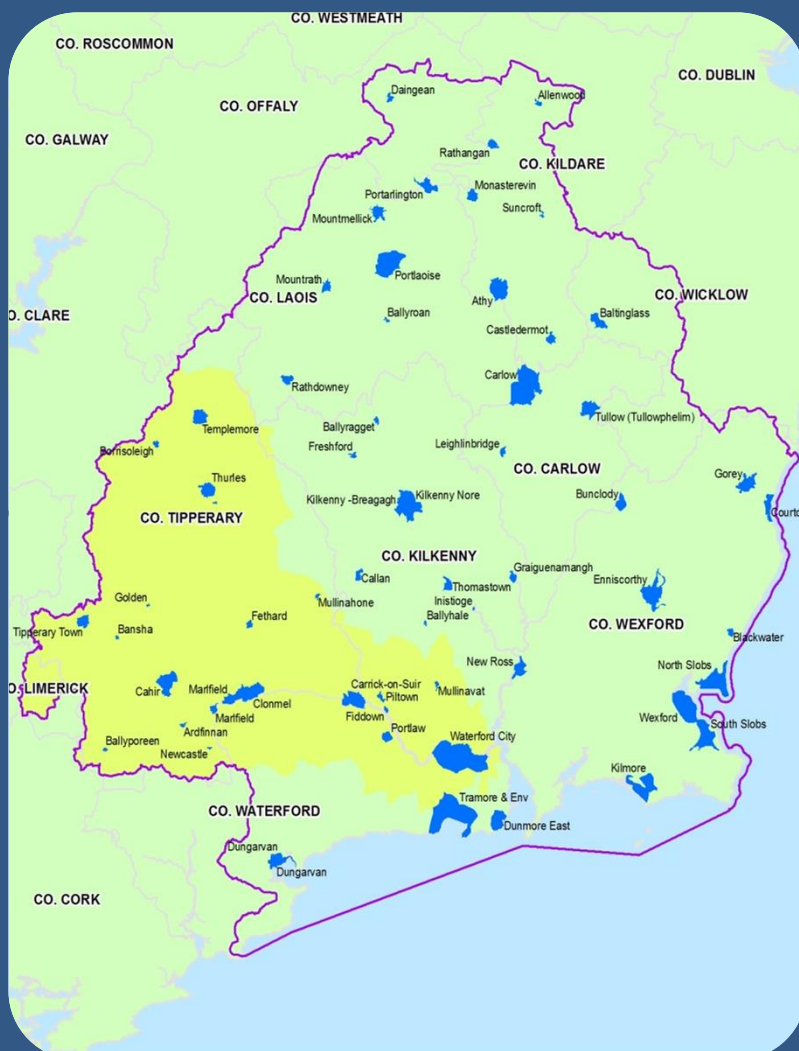 CO. WESTMEATH
CO. ROSCOMMON
CO. DUBLIN
Daingean
Allenwood
CO. OFFALY
CO. GALWAY
Rathangan
CO. KILDARE
Portarlington
Monasterevin
Suncroft
Mountmellick
Portlaoise
Mountrath
CO. LAOIS
Athy
CO. WICKLOW
O. CLARE
Ballyroan
Baltinglass
Castledermot
Carlow
Rathdowney
Tullow (Tullowphelim)
Templemore
Ballyragget
Borrisoleigh
Freshford
Leighlinbridge
CO. CARLOW
Gorey
Thurles
Kilkenny -Breagagh
Kilkenny Nore
Bunclody
Courto
CO. TIPPERARY
CO. KILKENNY
Graiguenamangh
Callan
Thomastown
Enniscorthy
Golden
Mullinahone
Inistioge
Fethard
Ballyhale
CO. WEXFORD
Tipperary Town
Bansha
Blackwater
New Ross
North Slobs
O. LIMERICK
Cahir
Marlfield
Clonmel
Carrick-on-Suir
Piltown
Mullinavat
Marlfield
Fiddown
Wexford
South Slobs
Ardfinnan
Portlaw
Waterford City
Ballyporeen
Newcastle
Kilmore
Tramore & Env
CO. WATERFORD
Dunmore East
Dungarvan
Dungarvan
CO. CORK